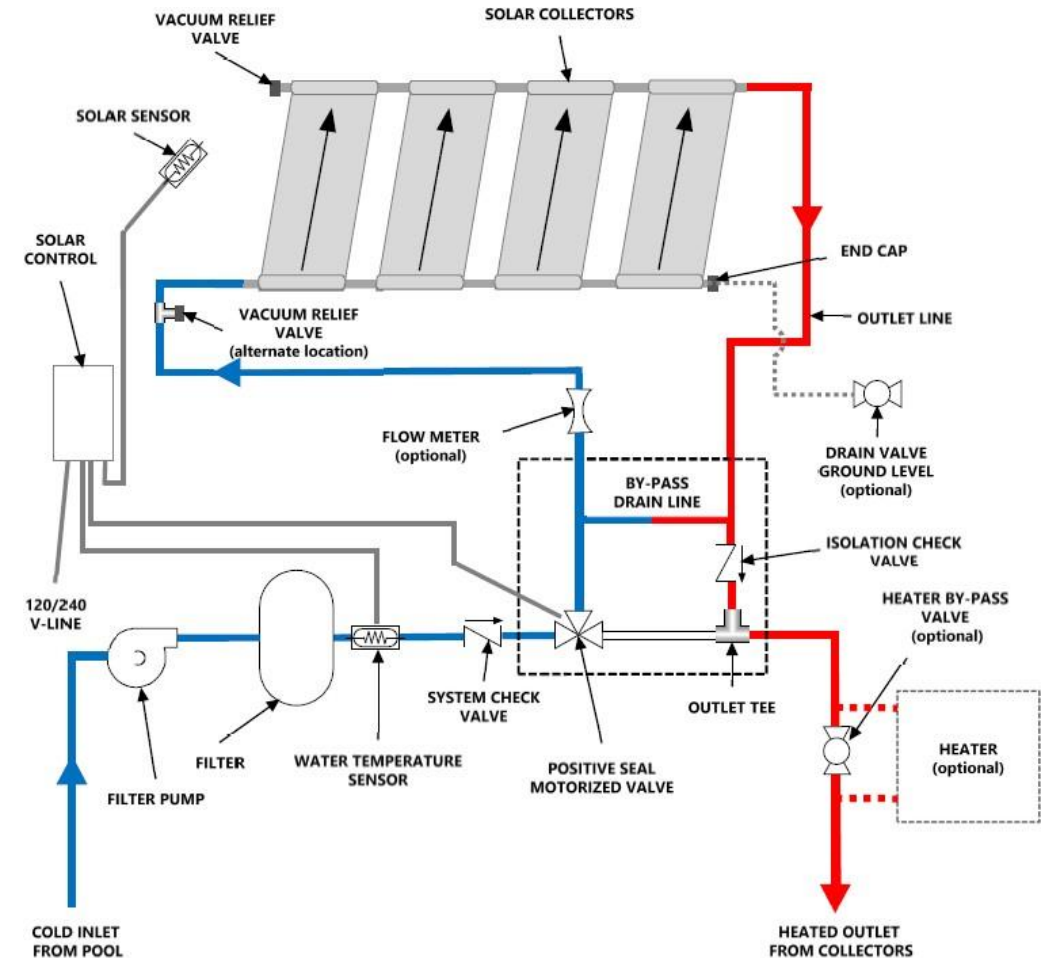 VACUUM RELIEF
VALVE
SOLAR COLLECTORS
SOLAR SENSOR
SOLAR
CONTROL
END CAP
VACUUM RELIEF
VALVE
(alternate location)
OUTLET LINE
FLOW METER
(optional)
DRAIN VALVE
GROUND LEVEL
(optional)
BY-PASS
DRAIN LINE
ISOLATION CHECK
VALVE
120/240
V-LINE
HEATER BY-PASS
VALVE
(optional)
SYSTEM CHECK
VALVE
OUTLET TEE
FILTER
WATER TEMPERATURE
SENSOR
POSITIVE SEAL
MOTORIZED VALVE
HEATER
(optional)
FILTER PUMP
COLD INLET
FROM POOL
HEATED OUTLET
FROM COLLECTORS